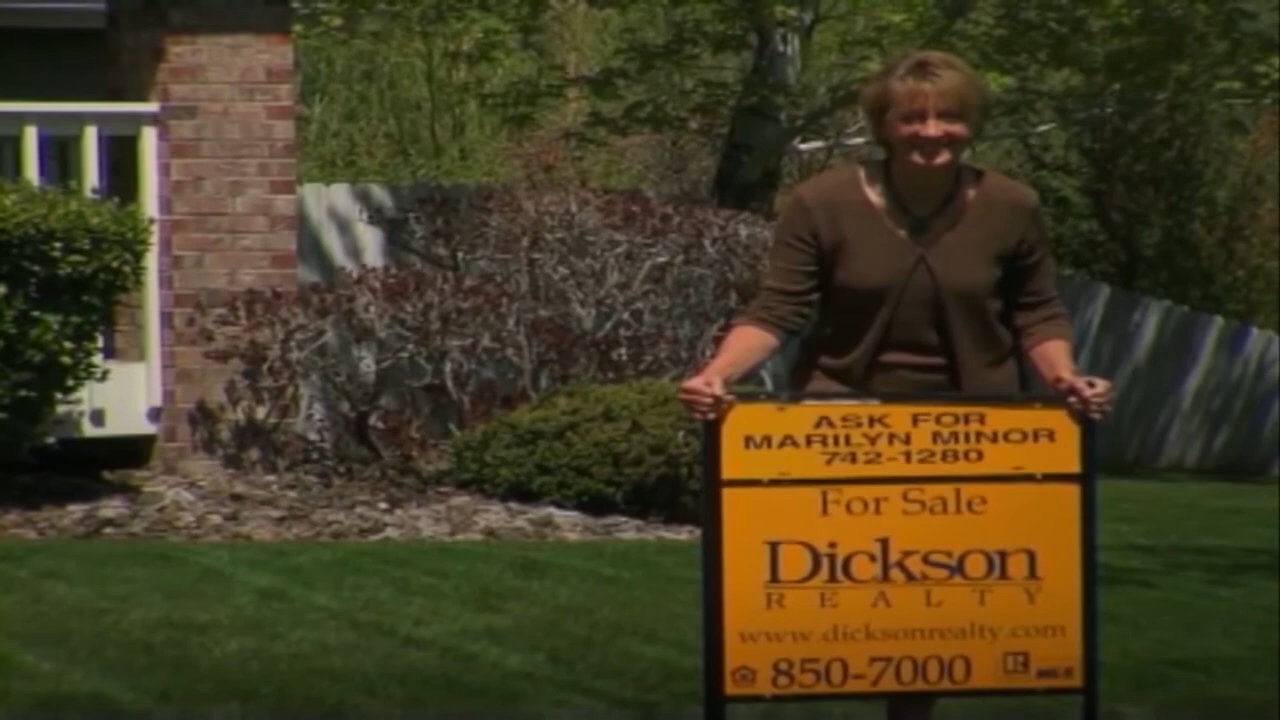 ASK FOR
MARILYN MINOR
742-1280
For Sale
Dickson
REALTY
www.dicksonrealty.com
850-7000